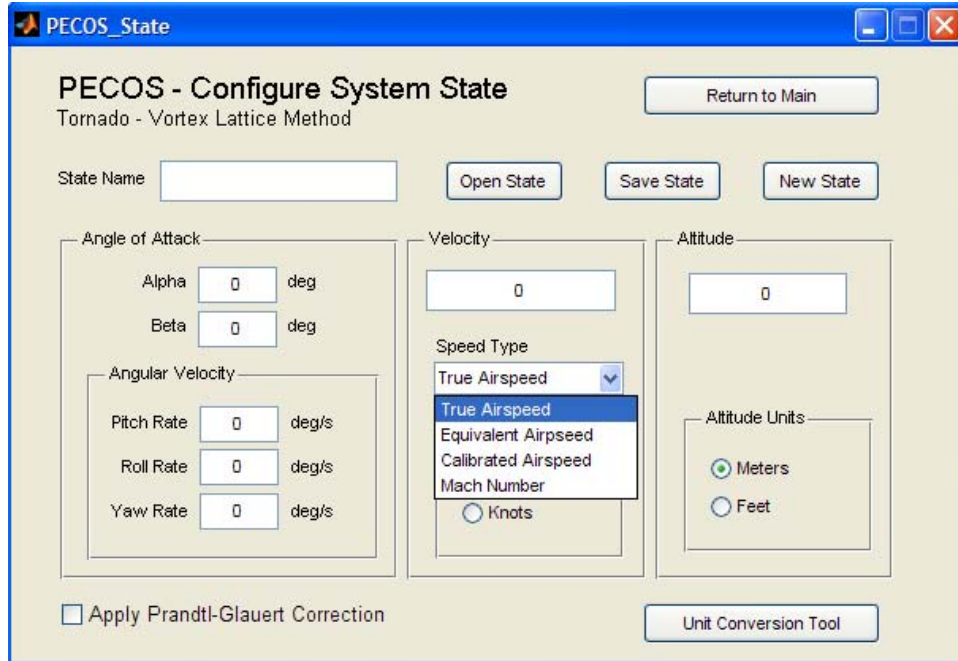 PECOS_State
PECOS - Configure System State
Return to Main
Tornado - Vortex Lattice Method
State Name
Open State
Save State
New State
Angle of Attack
Alpha 0 deg
Beta 0 deg
Angular Velocity
Pitch Rate 0 deg/s
Roll Rate 0 deg/s
Yaw Rate 0 deg/s
Velocity
0
Speed Type
True Airspeed
True Airspeed
Equivalent Airpseed
Calibrated Airspeed
Mach Number
Knots
Altitude
0
Altitude Units
Meters
Feet
Apply Prandtl-Glauert Correction
Unit Conversion Tool